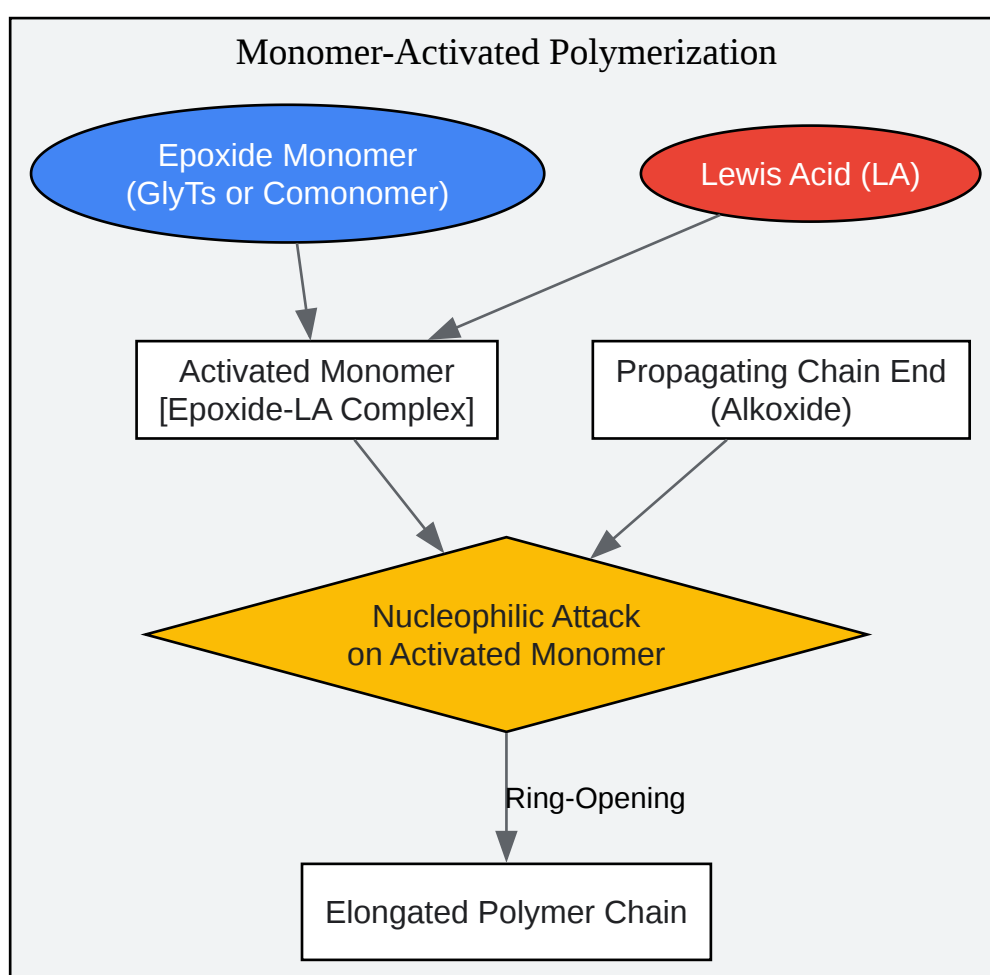 Monomer-Activated Polymerization
Epoxide Monomer
(GlyTs or Comonomer)
Lewis Acid (LA)
Activated Monomer
[Epoxide-LA Complex]
Propagating Chain End
(Alkoxide)
Nucleophilic Attack
on Activated Monomer
Ring-Opening
Elongated Polymer Chain